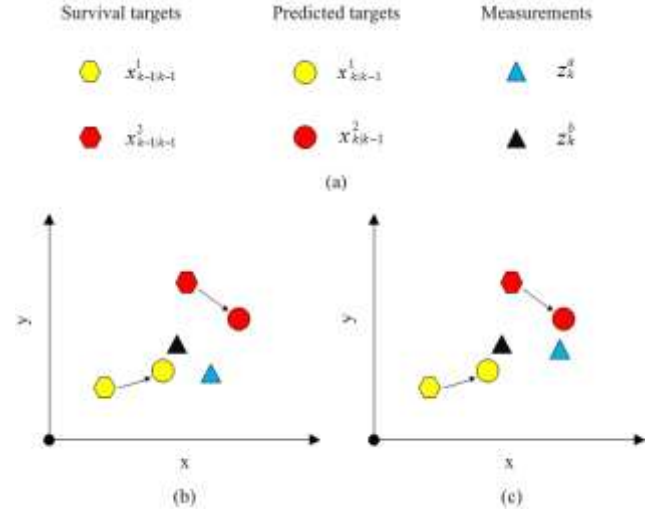 Survival targets Predicted targets Measurements
x^1_{k-1|k-1} x^1_{k|k-1} z^a_k
x^2_{k-1|k-1} x^2_{k|k-1} z^b_k
(a)
y y
x x
(b) (c)